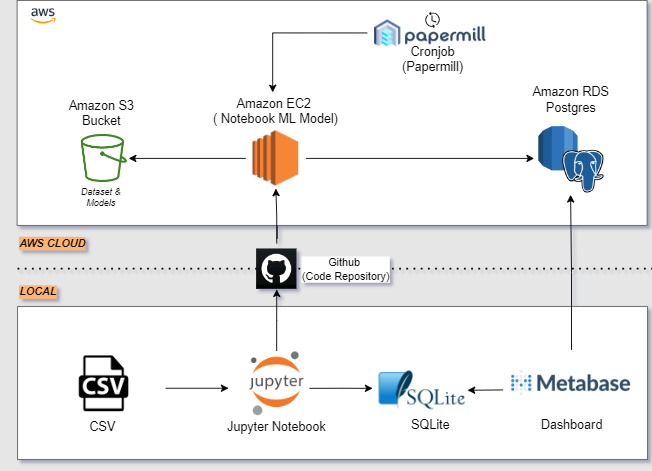 aws
papermill
Cronjob
(Papermill)
Amazon S3
Bucket
Amazon EC2
( Notebook ML Model)
Amazon RDS
Postgres
Dataset &
Models
AWS CLOUD
Github
(Code Repository)
LOCAL
CSV
jupyter
SQLite
Metabase
CSV
Jupyter Notebook
SQLite
Dashboard